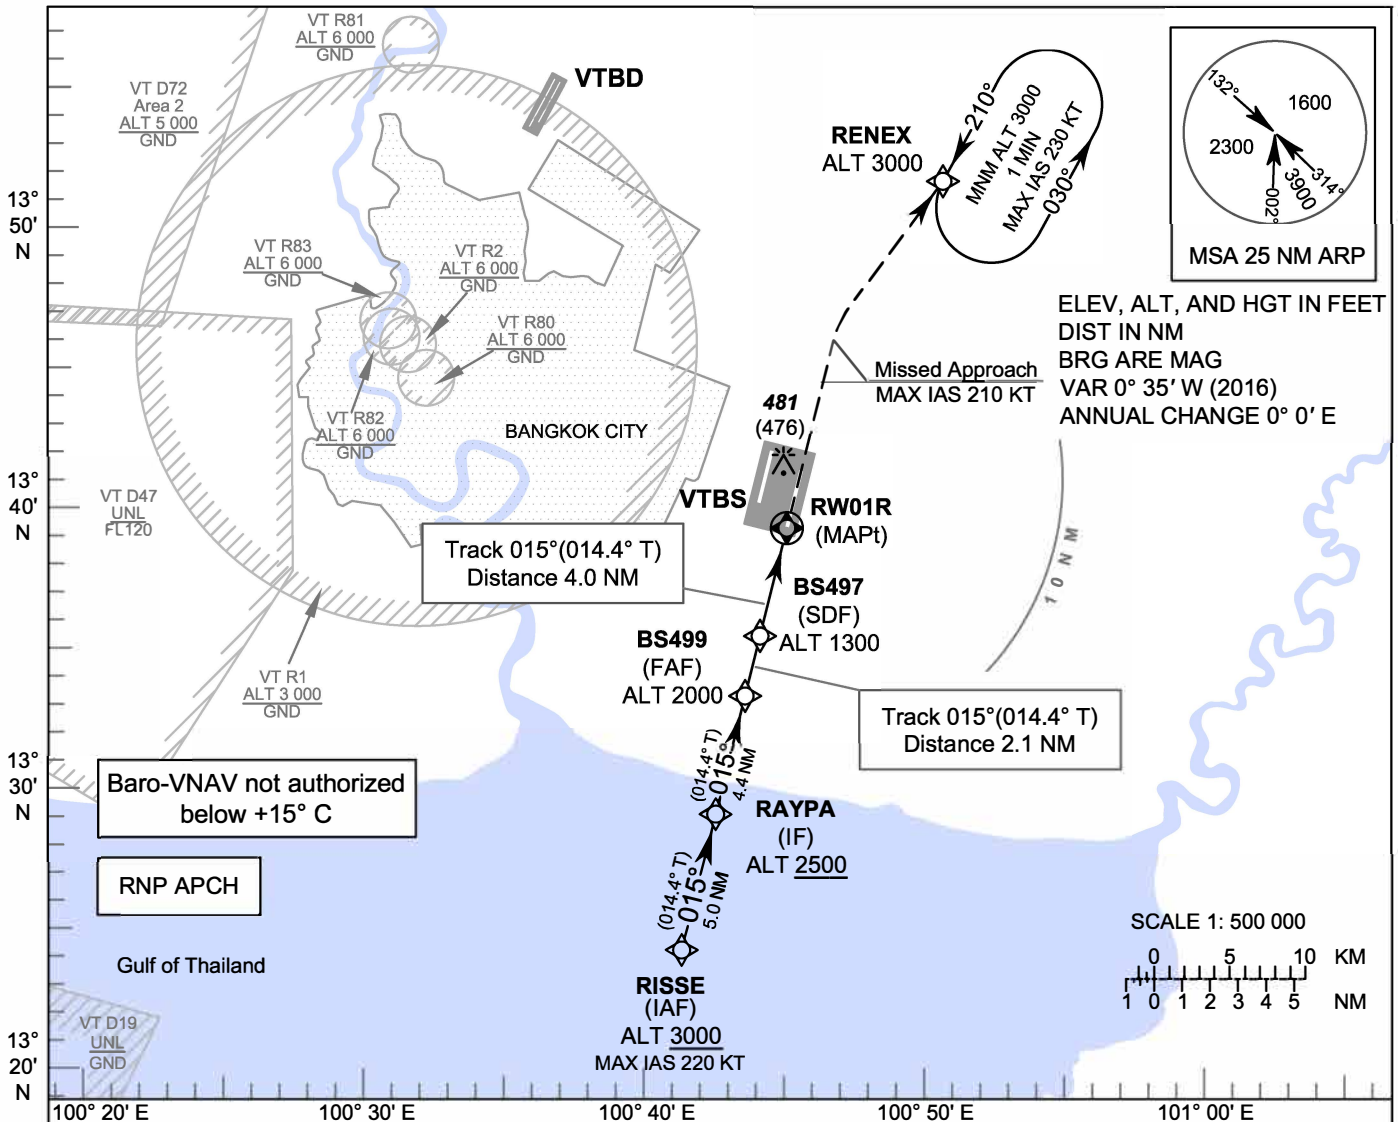 VT R81
ALT 6 000
GND
VT D72
Area 2
ALT 5 000
GND
VTBD
RENEX
ALT 3000
210°
MNM ALT 3000
1 MIN
MAX IAS 230 KT
030°
132°
1600
2300
314°
3900
002°
MSA 25 NM ARP
13°
50'
N
VT R83
ALT 6 000
GND
VT R2
ALT 6 000
GND
VT R80
ALT 6 000
GND
VT R82
ALT 6 000
GND
BANGKOK CITY
ELEV, ALT, AND HGT IN FEET
DIST IN NM
BRG ARE MAG
VAR 0° 35' W (2016)
ANNUAL CHANGE 0° 0' E
Missed Approach
MAX IAS 210 KT
481
(476)
13°
40'
N
VT D47
UNL
FL120
VTBS
RW01R
(MAPt)
10 NM
Track 015°(014.4° T)
Distance 4.0 NM
BS497
(SDF)
ALT 1300
BS499
(FAF)
ALT 2000
VT R1
ALT 3 000
GND
Track 015°(014.4° T)
Distance 2.1 NM
13°
30'
N
Baro-VNAV not authorized
below +15° C
(014.4° T)
015°
4.4 NM
RAYPA
(IF)
ALT 2500
RNP APCH
(014.4° T)
015°
5.0 NM
Gulf of Thailand
RISSE
(IAF)
ALT 3000
MAX IAS 220 KT
SCALE 1: 500 000
0 5 10 KM
1 0 1 2 3 4 5 NM
VT D19
UNL
GND
13°
20'
N
100° 20' E 100° 30' E 100° 40' E 100° 50' E 101° 00' E